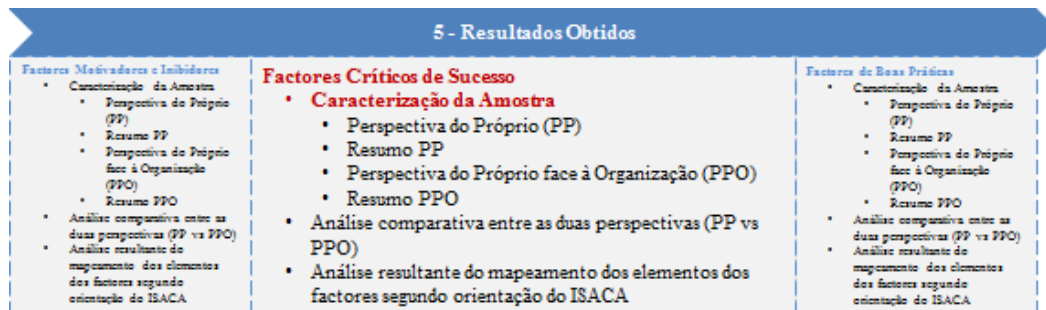 5 - Resultados Obtidos
Factores Motivadores e Inibidores
• Caracterização da Amostra
• Perspectiva do Próprio
(PP)
• Resumo PP
• Perspectiva do Próprio
face à Organização
(PPO)
• Resumo PPO
• Análise comparativa entre as
duas perspectivas (PP vs PPO)
• Análise resultante do
mapeamento dos elementos
dos factores segundo
orientação do ISACA
Factores Críticos de Sucesso
• Caracterização da Amostra
• Perspectiva do Próprio (PP)
• Resumo PP
• Perspectiva do Próprio face à Organização (PPO)
• Resumo PPO
• Análise comparativa entre as duas perspectivas (PP vs
PPO)
• Análise resultante do mapeamento dos elementos dos
factores segundo orientação do ISACA
Factores de Boas Práticas
• Caracterização da Amostra
• Perspectiva do Próprio
(PP)
• Resumo PP
• Perspectiva do Próprio
face à Organização
(PPO)
• Resumo PPO
• Análise comparativa entre as
duas perspectivas (PP vs PPO)
• Análise resultante do
mapeamento dos elementos
dos factores segundo
orientação do ISACA